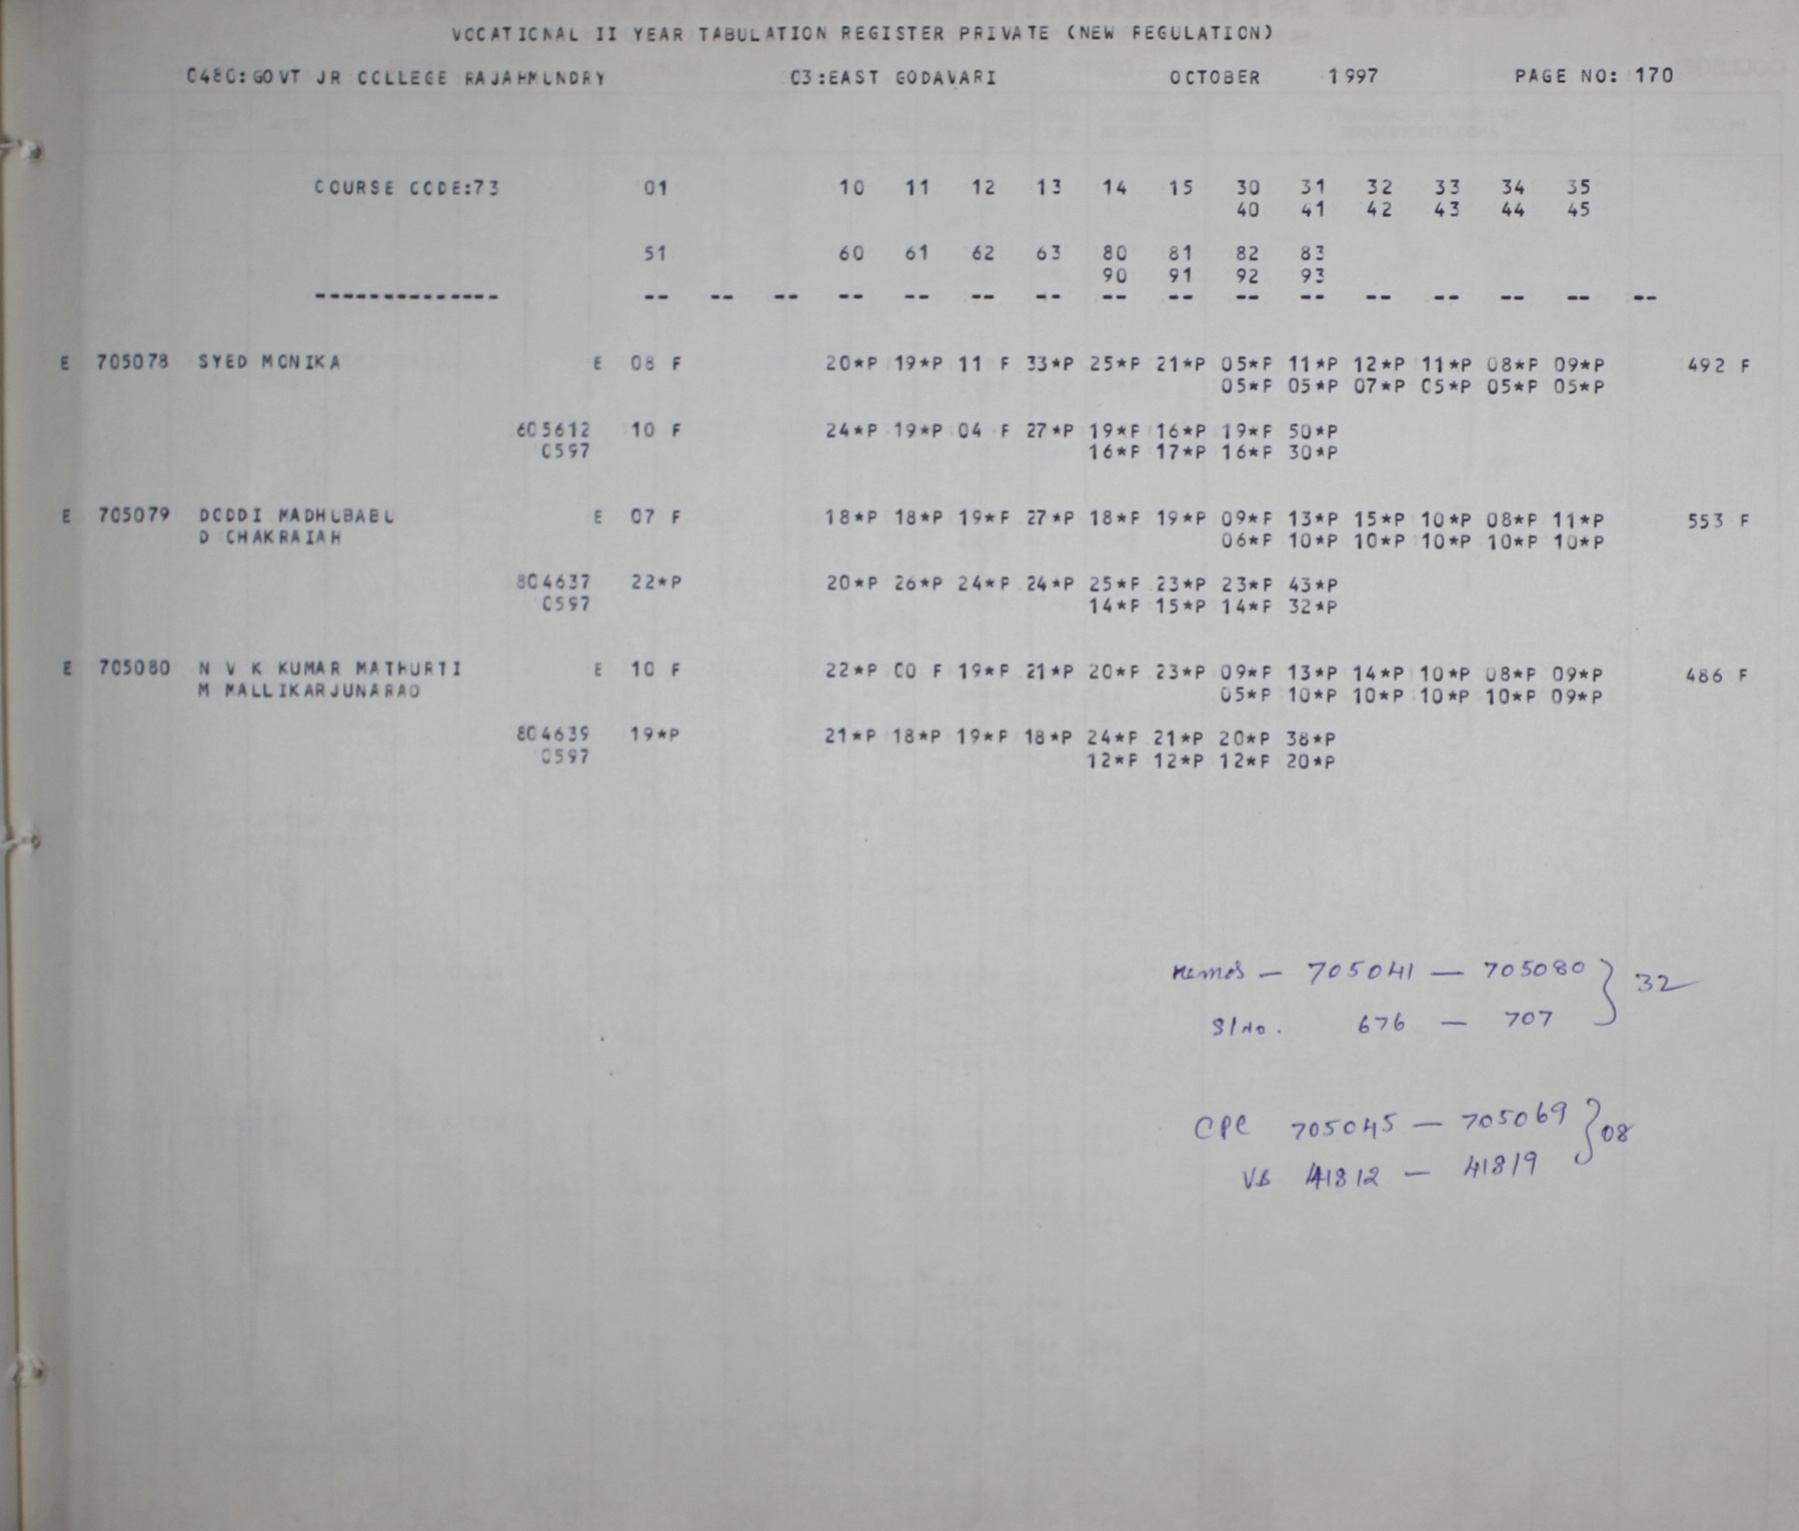 VOCATIONAL II YEAR TABULATION REGISTER PRIVATE (NEW REGULATION)
0480:GOVT JR COLLEGE RAJAHMUNDRY 03:EAST GODAVARI OCTOBER 1997 PAGE NO: 170
COURSE CODE:73 01 10 11 12 13 14 15 30 31 32 33 34 35
40 41 42 43 44 45
51 60 61 62 63 80 81 82 83
90 91 92 93
-------------- -- -- -- -- -- -- -- -- -- -- -- -- -- -- -- --
E 705078 SYED MONIKA E 08 F 20*P 19*P 11 F 33*P 25*P 21*P 05*P 11*P 12*P 11*P 08*P 09*P 492 F
05*P 05*P 07*P 05*P 05*P 05*P
605612 10 F 24*P 19*P 04 F 27*P 19*P 16*P 19*P 50*P
0597 16*P 17*P 16*P 30*P
E 705079 DODDI MADHUBABU E 07 F 18*P 18*P 19*P 27*P 18*P 19*P 09*P 13*P 15*P 10*P 08*P 11*P 553 F
D CHAKRAIAH 06*P 10*P 10*P 10*P 10*P 10*P
804637 22*P 20*P 26*P 24*P 24*P 25*P 23*P 23*P 43*P
0597 14*P 15*P 14*P 32*P
E 705080 N V K KUMAR MATHURTI E 10 F 22*P 00 F 19*P 21*P 20*P 23*P 09*P 13*P 14*P 10*P 08*P 09*P 486 F
M MALLIKARJUNARAO 05*P 10*P 10*P 10*P 10*P 09*P
804639 19*P 21*P 18*P 19*P 18*P 24*P 21*P 20*P 38*P
0597 12*P 12*P 12*P 20*P
Memos — 705041 — 705080 } 32
Sl No. 676 — 707
CPC 705045 — 705069 } 08
VB 41812 — 41819